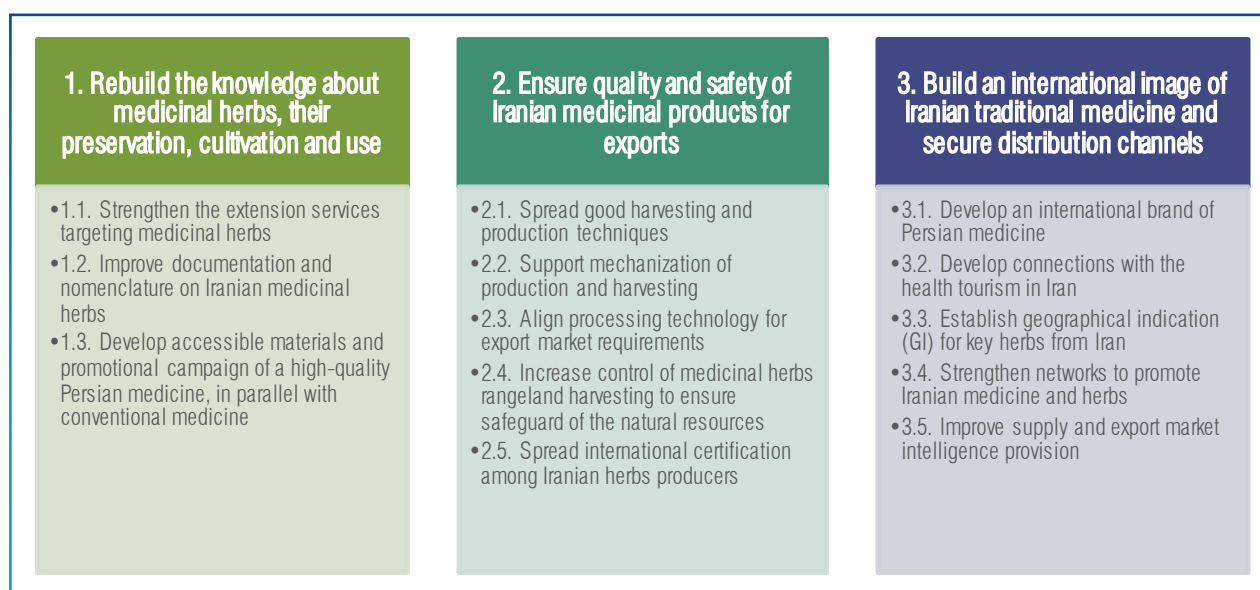 1. Rebuild the knowledge about
medicinal herbs, their
preservation, cultivation and use
•1.1. Strengthen the extension services
targeting medicinal herbs
•1.2. Improve documentation and
nomenclature on Iranian medicinal
herbs
•1.3. Develop accessible materials and
promotional campaign of a high-quality
Persian medicine, in parallel with
conventional medicine
2. Ensure quality and safety of
Iranian medicinal products for
exports
•2.1. Spread good harvesting and
production techniques
•2.2. Support mechanization of
production and harvesting
•2.3. Align processing technology for
export market requirements
•2.4. Increase control of medicinal herbs
rangeland harvesting to ensure
safeguard of the natural resources
•2.5. Spread international certification
among Iranian herbs producers
3. Build an international image of
Iranian traditional medicine and
secure distribution channels
•3.1. Develop an international brand of
Persian medicine
•3.2. Develop connections with the
health tourism in Iran
•3.3. Establish geographical indication
(GI) for key herbs from Iran
•3.4. Strengthen networks to promote
Iranian medicine and herbs
•3.5. Improve supply and export market
intelligence provision